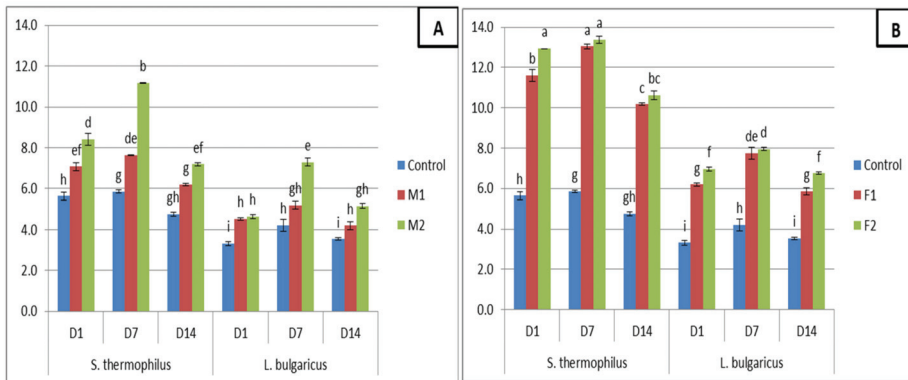 A
14.0
12.0
10.0
8.0
6.0
4.0
2.0
0.0
h ef d
g de b
gh g ef
i h h
h gh e
i h gh
D1 D7 D14 D1 D7 D14
S. thermophilus L. bulgaricus
Control
M1
M2
B
14.0
12.0
10.0
8.0
6.0
4.0
2.0
0.0
h b a
g a a
gh c bc
i g f
h de d
i g f
D1 D7 D14 D1 D7 D14
S. thermophilus L. bulgaricus
Control
F1
F2